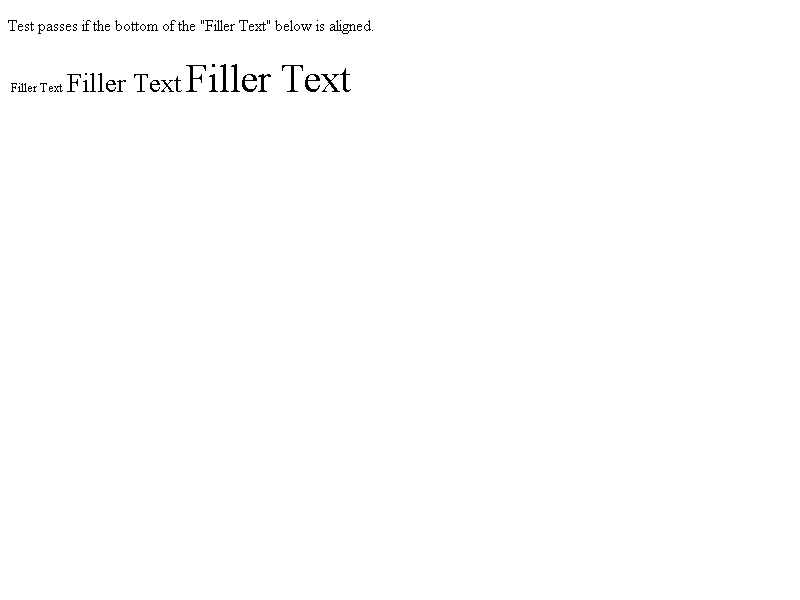 Test passes if the bottom of the "Filler Text" below is aligned.
Filler Text Filler Text Filler Text